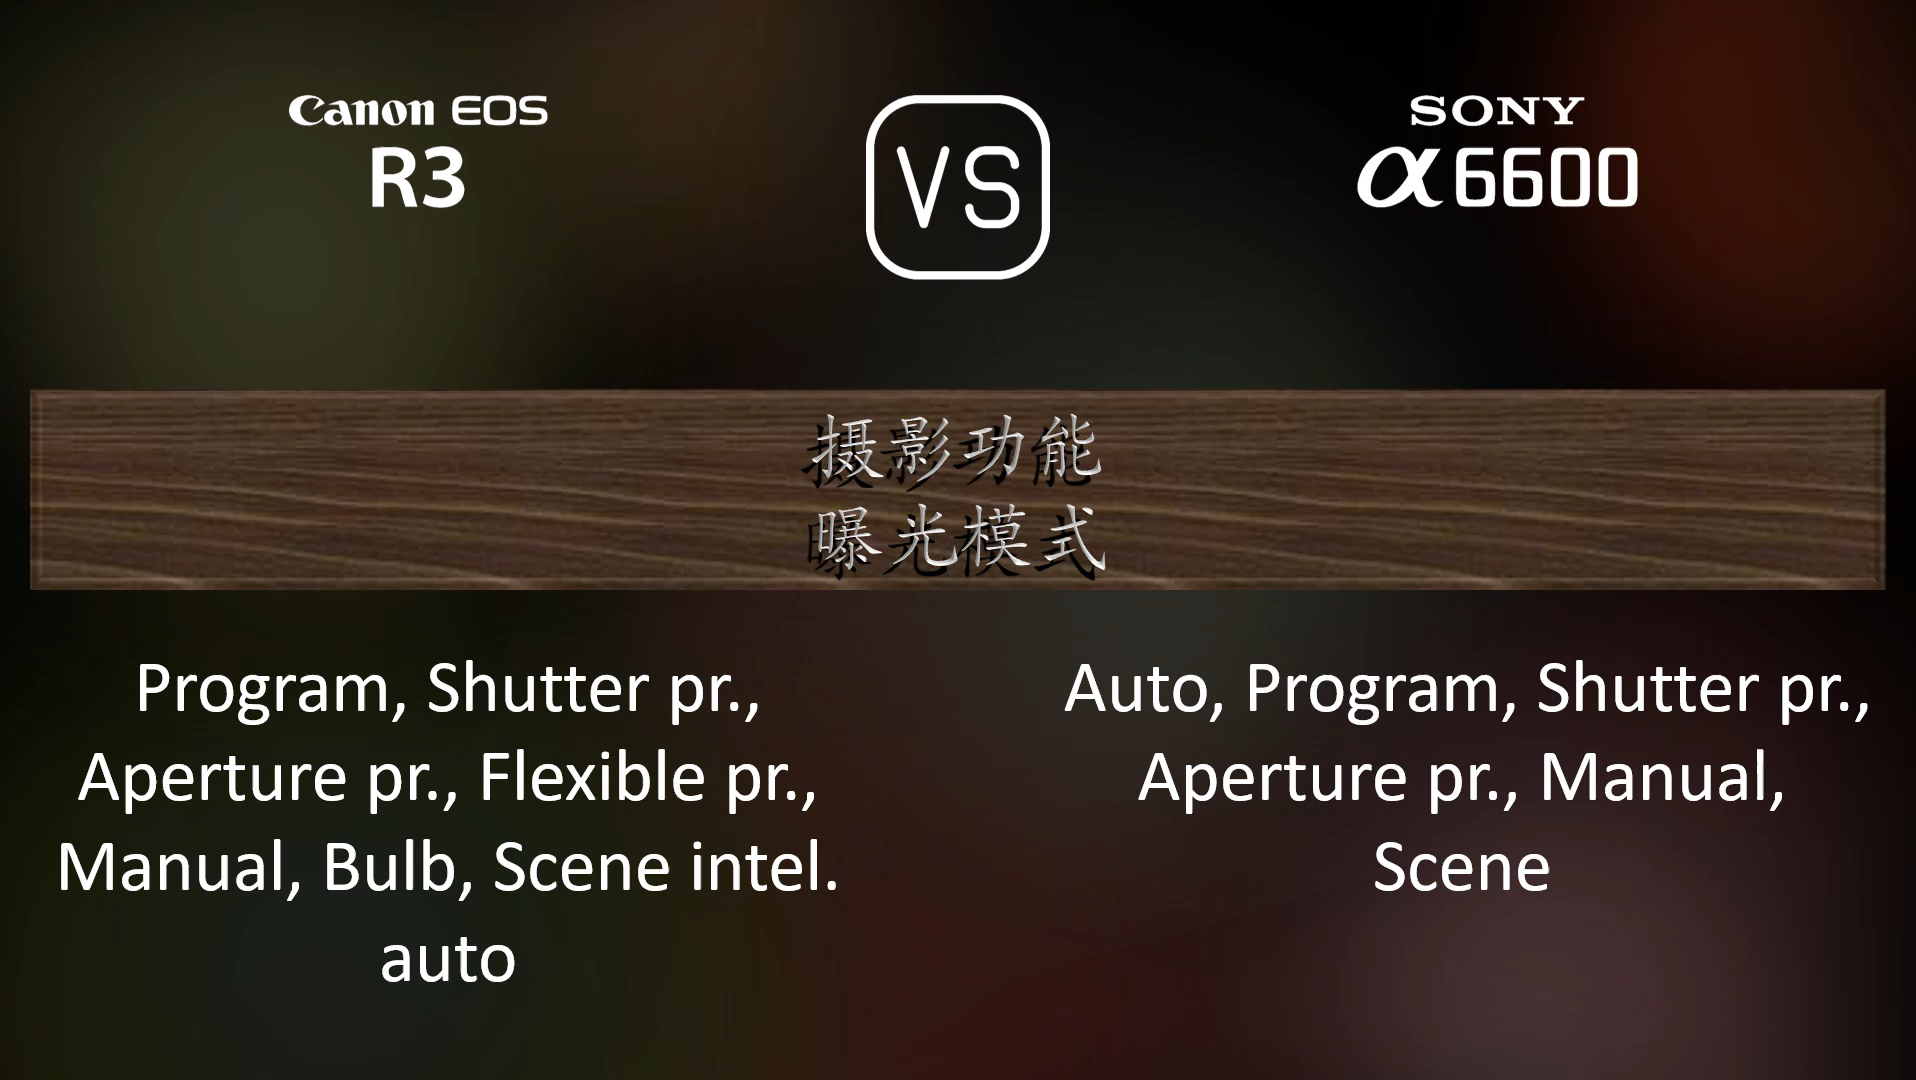 Canon EOS
R3
VS
SONY
α6600
摄影功能
曝光模式
Program, Shutter pr.,
Aperture pr., Flexible pr.,
Manual, Bulb, Scene intel.
auto
Auto, Program, Shutter pr.,
Aperture pr., Manual,
Scene